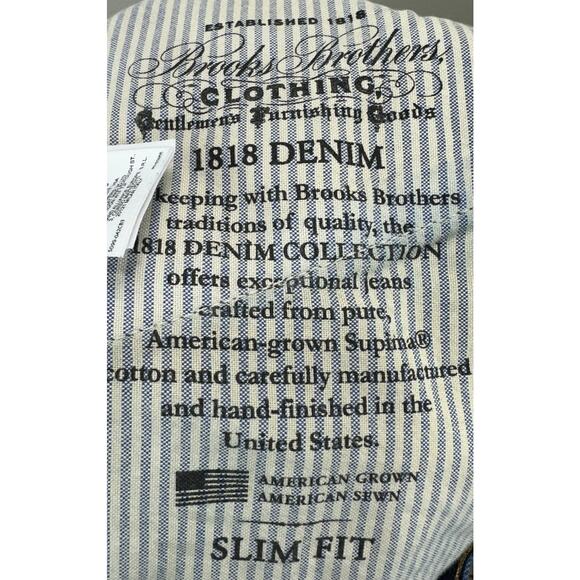 ESTABLISHED 1818
Brooks Brothers,
CLOTHING,
Gentlemen's Furnishing Goods
1818 DENIM
keeping with Brooks Brothers
traditions of quality, the
1818 DENIM COLLECTION
offers exceptional jeans
crafted from pure,
American-grown Supima®
cotton and carefully manufactured
and hand-finished in the
United States.
AMERICAN GROWN
AMERICAN SEWN
SLIM FIT